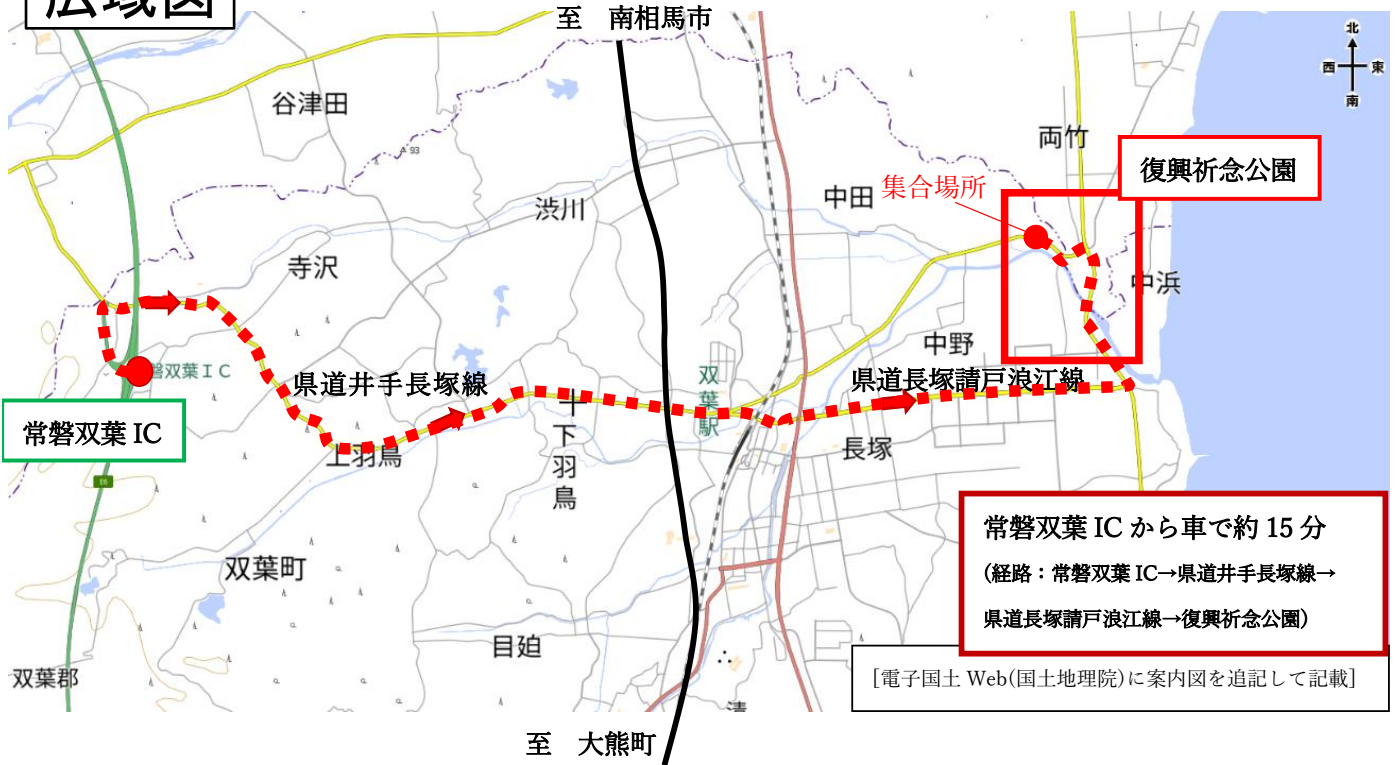 広域図
至 南相馬市
北
西 東
南
谷津田
93
両竹
復興祈念公園
集合場所
中田
渋川
寺沢
中浜
中野
磐双葉ＩＣ
県道井手長塚線
双葉駅
県道長塚請戸浪江線
常磐双葉 IC
上羽鳥
下羽鳥
長塚
E6
双葉町
常磐双葉 IC から車で約 15 分
(経路：常磐双葉 IC→県道井手長塚線→
県道長塚請戸浪江線→復興祈念公園)
目迫
双葉郡
[電子国土 Web(国土地理院)に案内図を追記して記載]
清
至 大熊町